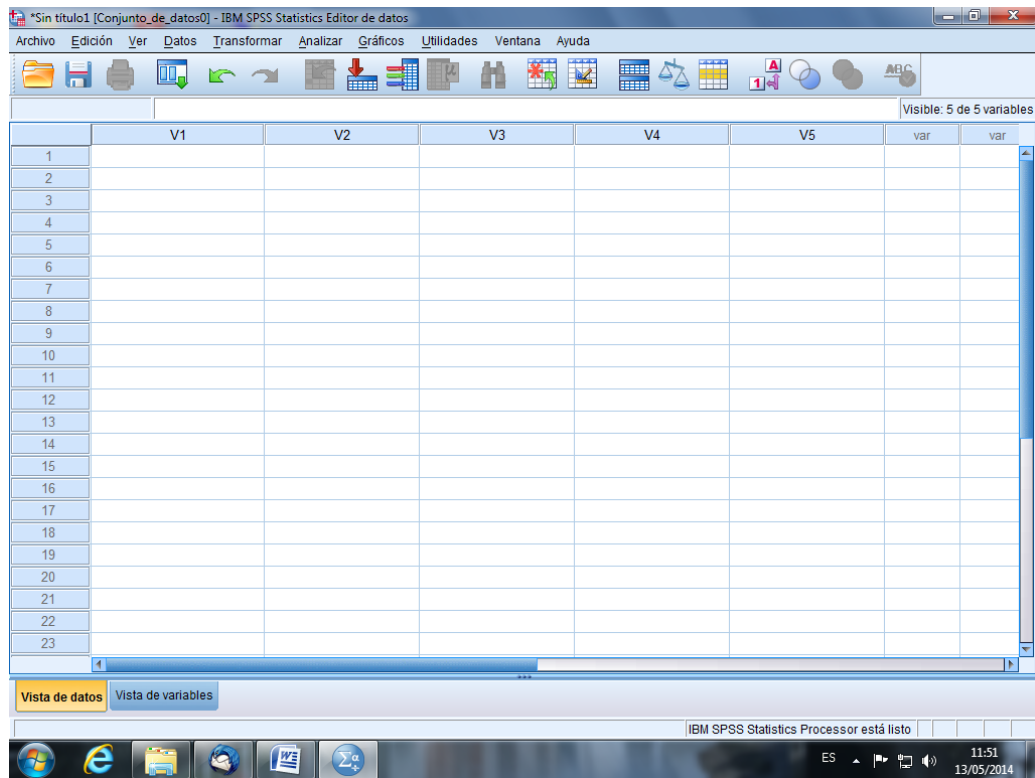 *Sin título1 [Conjunto_de_datos0] - IBM SPSS Statistics Editor de datos
Archivo Edición Ver Datos Transformar Analizar Gráficos Utilidades Ventana Ayuda
A
1
ABC
Visible: 5 de 5 variables
V1 V2 V3 V4 V5 var var
1
2
3
4
5
6
7
8
9
10
11
12
13
14
15
16
17
18
19
20
21
22
23
Vista de datos Vista de variables
IBM SPSS Statistics Processor está listo
ES 11:51
13/05/2014